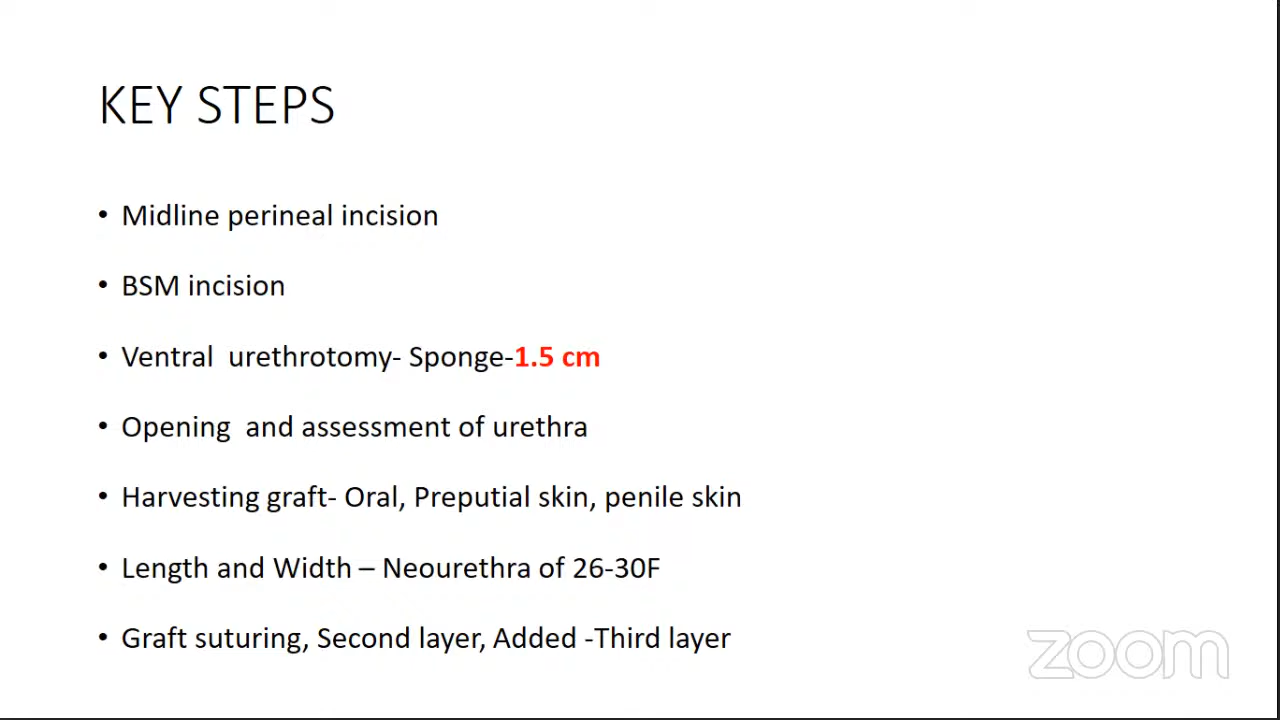 KEY STEPS
• Midline perineal incision
• BSM incision
• Ventral  urethrotomy- Sponge-1.5 cm
• Opening  and assessment of urethra
• Harvesting graft- Oral, Preputial skin, penile skin
• Length and Width – Neourethra of 26-30F
• Graft suturing, Second layer, Added -Third layer
zoom